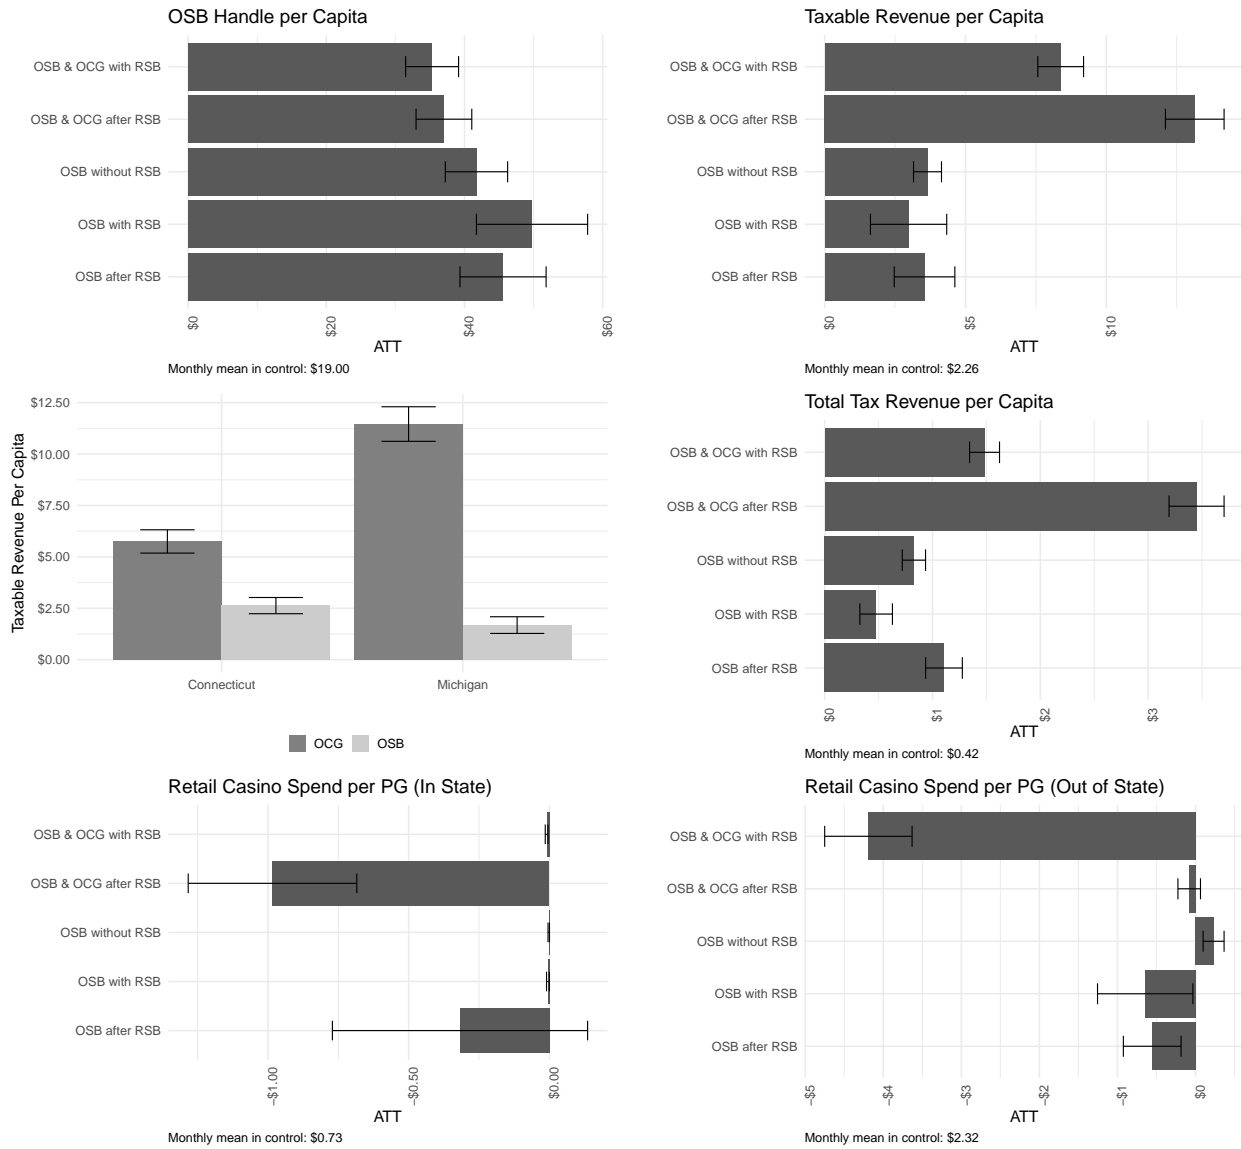 OSB Handle per Capita
OSB & OCG with RSB
OSB & OCG after RSB
OSB without RSB
OSB with RSB
OSB after RSB
$0
$20
$40
$60
ATT
Monthly mean in control: $19.00
Taxable Revenue per Capita
OSB & OCG with RSB
OSB & OCG after RSB
OSB without RSB
OSB with RSB
OSB after RSB
$0
$5
$10
ATT
Monthly mean in control: $2.26
Taxable Revenue Per Capita
$12.50
$10.00
$7.50
$5.00
$2.50
$0.00
Connecticut
Michigan
OCG
OSB
Total Tax Revenue per Capita
OSB & OCG with RSB
OSB & OCG after RSB
OSB without RSB
OSB with RSB
OSB after RSB
$0
$1
$2
$3
ATT
Monthly mean in control: $0.42
Retail Casino Spend per PG (In State)
OSB & OCG with RSB
OSB & OCG after RSB
OSB without RSB
OSB with RSB
OSB after RSB
−$1.00
−$0.50
$0.00
ATT
Monthly mean in control: $0.73
Retail Casino Spend per PG (Out of State)
OSB & OCG with RSB
OSB & OCG after RSB
OSB without RSB
OSB with RSB
OSB after RSB
−$5
−$4
−$3
−$2
−$1
$0
ATT
Monthly mean in control: $2.32